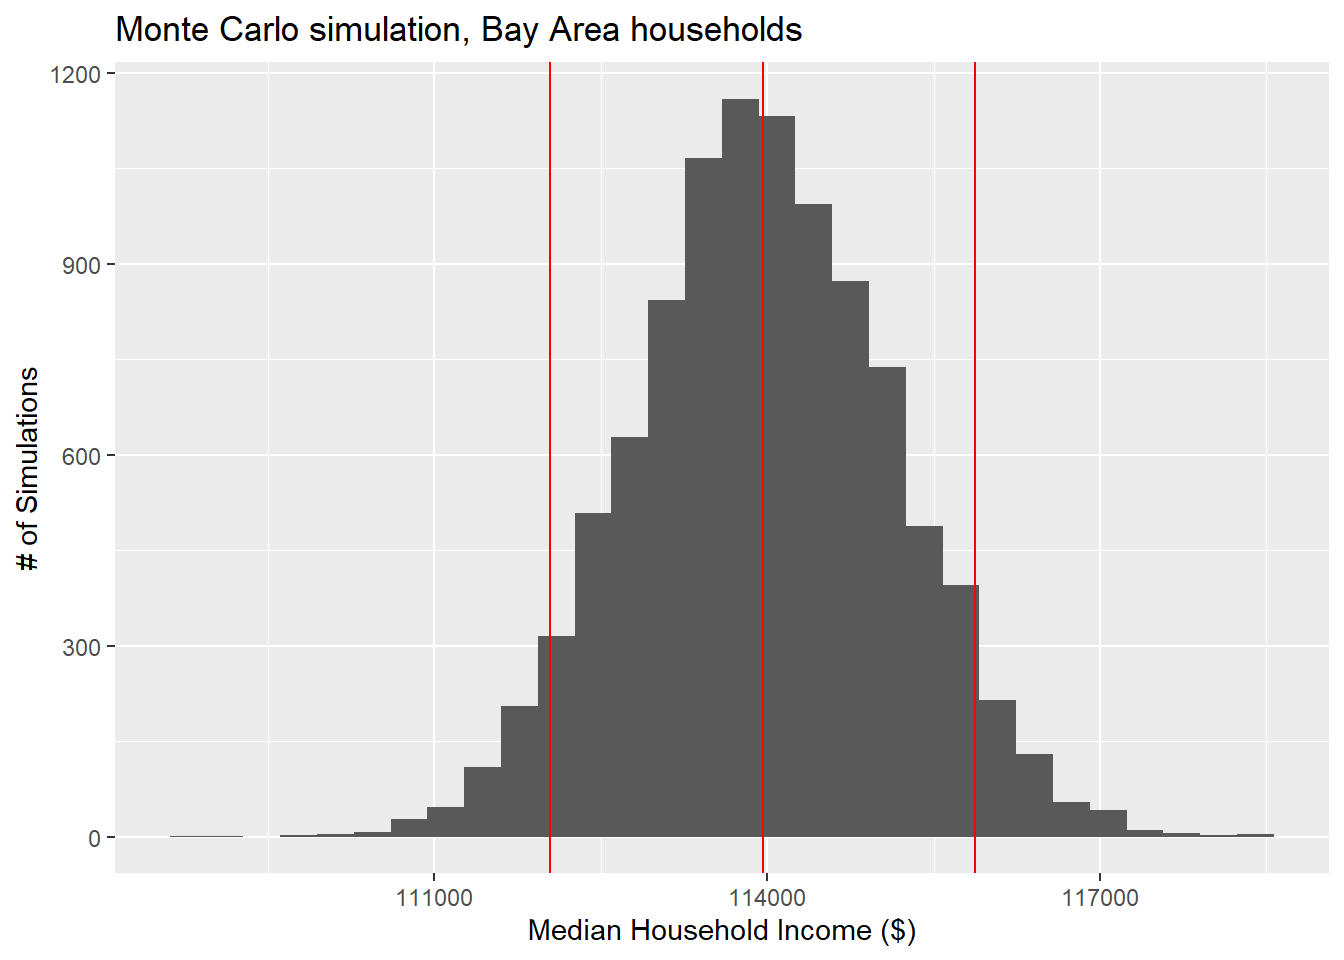 Monte Carlo simulation, Bay Area households
1200
900
600
300
0
# of Simulations
111000
114000
117000
Median Household Income ($)